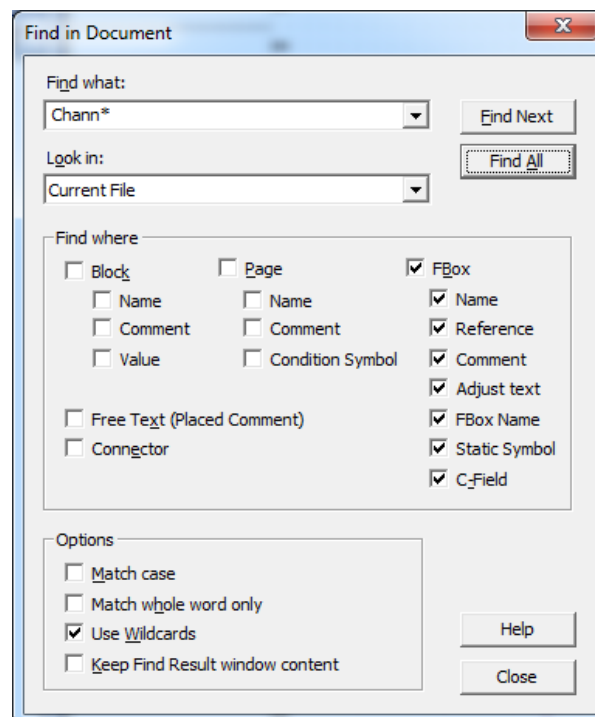 Find in Document
Find what:
Chann*
Find Next
Look in:
Find All
Current File
Find where
Block
Page
FBox
Name
Name
Name
Comment
Comment
Reference
Value
Condition Symbol
Comment
Adjust text
Free Text (Placed Comment)
FBox Name
Connector
Static Symbol
C-Field
Options
Match case
Match whole word only
Use Wildcards
Help
Keep Find Result window content
Close